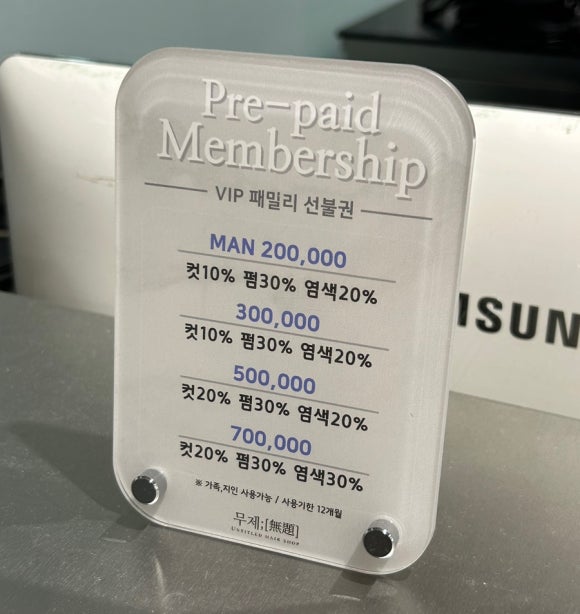 Pre-paid
Membership
VIP 패밀리 선불권
MAN 200,000
컷10% 펌30% 염색20%
300,000
컷10% 펌30% 염색20%
500,000
컷20% 펌30% 염색20%
700,000
컷20% 펌30% 염색30%
※ 가족,지인 사용가능 / 사용기한 12개월
무제;[無題]
UNTITLED HAIR SHOP
ISUN